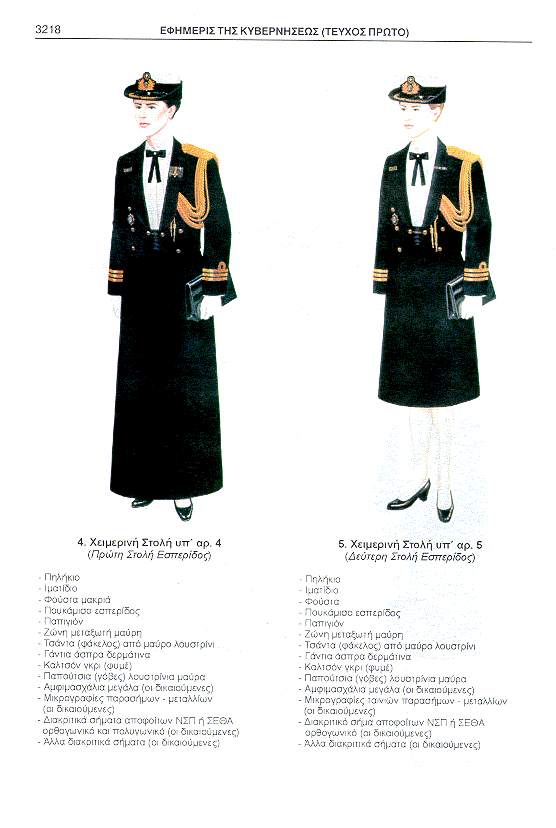 3218
ΕΦΗΜΕΡΙΣ ΤΗΣ ΚΥΒΕΡΝΗΣΕΩΣ (ΤΕΥΧΟΣ ΠΡΩΤΟ)
4. Χειμερινή Στολή υπ΄ αρ. 4
(Πρώτη Στολή Εσπερίδος)
- Πηλήκιο
- Ιματίδιο
- Φούστα μακριά
- Πουκάμισο εσπερίδος
- Παπιγιόν
- Ζώνη μεταξωτή μαύρη
- Τσάντα (φάκελος) από μαύρο λουστρίνι
- Γάντια άσπρα δερμάτινα
- Καλτσόν γκρι (φυμέ)
- Παπούτσια (γόβες) λουστρίνια μαύρα
- Αμφιμασχάλια μεγάλα (οι δικαιούμενες)
- Μικρογραφίες παρασήμων - μεταλλίων
(οι δικαιούμενες)
- Διακριτικά σήματα αποφοίτων ΝΣΠ ή ΣΕΘΑ
ορθογωνικό και πολυγωνικό (οι δικαιούμενες)
- Άλλα διακριτικά σήματα (οι δικαιούμενες)
5. Χειμερινή Στολή υπ΄ αρ. 5
(Δεύτερη Στολή Εσπερίδος)
- Πηλήκιο
- Ιματίδιο
- Φούστα
- Πουκάμισο εσπερίδος
- Παπιγιόν
- Ζώνη μεταξωτή μαύρη
- Τσάντα (φάκελος) από μαύρο λουστρίνι
- Γάντια άσπρα δερμάτινα
- Καλτσόν γκρι (φυμέ)
- Παπούτσια (γόβες) λουστρίνια μαύρα
- Αμφιμασχάλια μεγάλα (οι δικαιούμενες)
- Μικρογραφίες ταινιών παρασήμων - μεταλλίων
(οι δικαιούμενες)
- Διακριτικό σήμα αποφοίτων ΝΣΠ ή ΣΕΘΑ
ορθογωνικό (οι δικαιούμενες)
- Άλλα διακριτικά σήματα (οι δικαιούμενες)